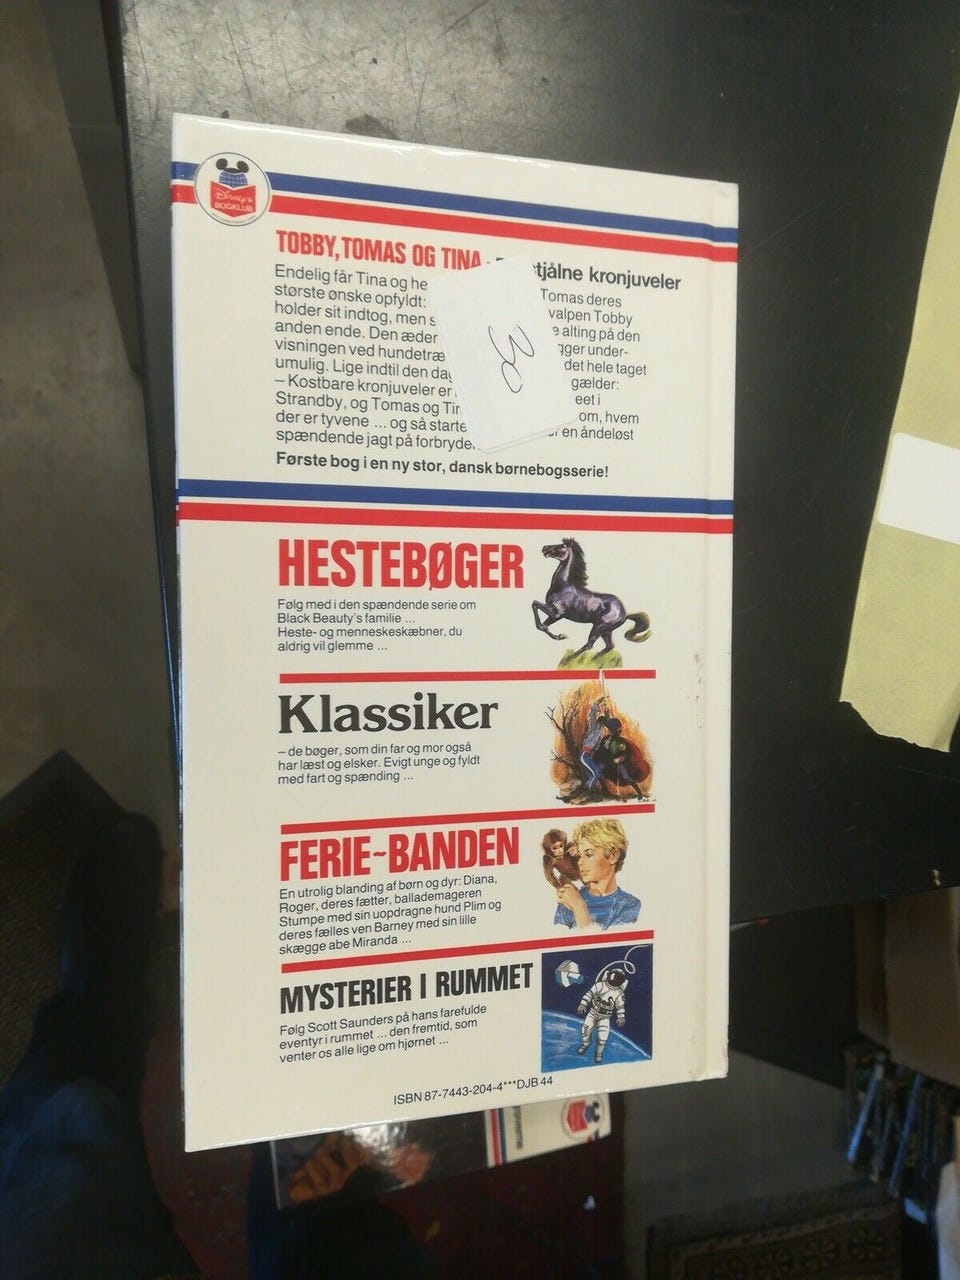 Disney's
BOGKLUB
TOBBY, TOMAS OG TINA
tjålne kronjuveler
Endelig får Tina og
Tomas deres
største ønske opfyldt:
valpen Tobby
holder sit indtog, men
alting på den
anden ende. Den æder
under-
visningen ved
det hele taget
umulig. Lige indtil den
gælder:
– Kostbare kronjuveler er
i
Strandby, og Tomas og
om, hvem
der er tyvene ... og så
en åndeløst
spændende jagt på
Første bog i en ny stor, dansk børnebogsserie!
HESTEBØGER
Følg med i den spændende serie om
Black Beauty's familie ...
Heste- og menneskeskæbner, du
aldrig vil glemme ...
Klassiker
– de bøger, som din far og mor også
har læst og elsker. Evigt unge og fyldt
med fart og spænding ...
FERIE~BANDEN
En utrolig blanding af børn og dyr: Diana,
Roger, deres fætter, ballademageren
Stumpe med sin uopdragne hund Plim og
deres fælles ven Barney med sin lille
skægge abe Miranda ...
MYSTERIER I RUMMET
Følg Scott Saunders på hans farefulde
eventyr i rummet ... den fremtid, som
venter os alle lige om hjørnet ...
ISBN 87-7443-204-4***DJB 44